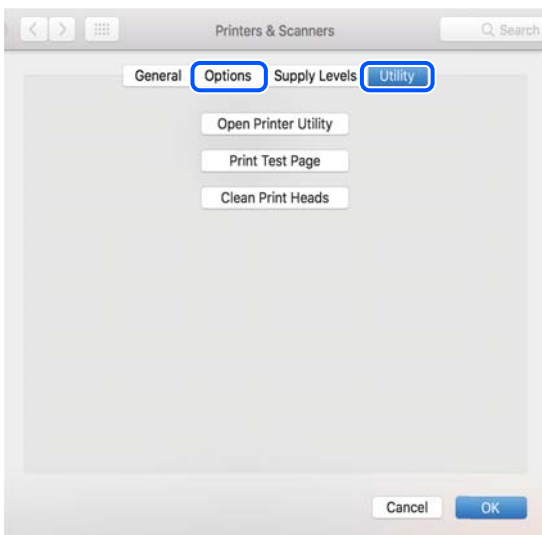 Printers & Scanners Search
General Options Supply Levels Utility
Open Printer Utility
Print Test Page
Clean Print Heads
Cancel OK